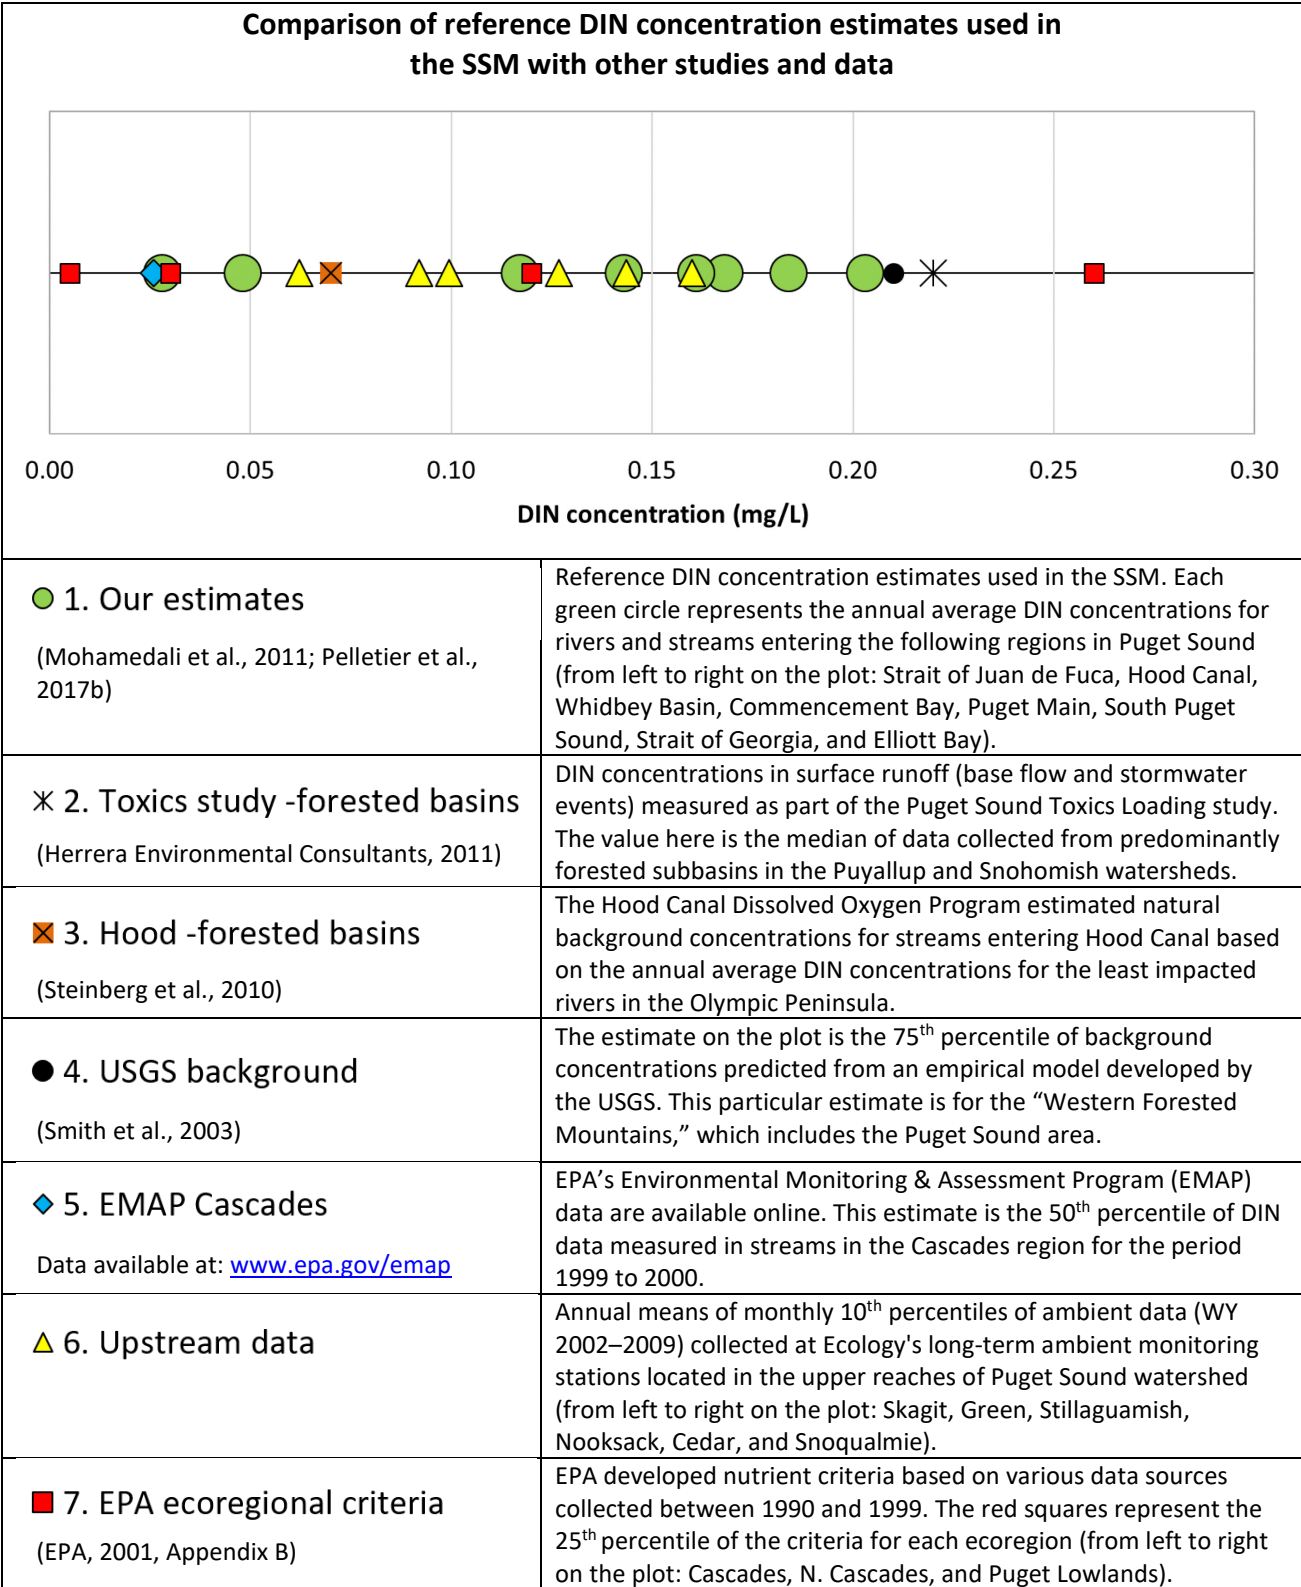 Comparison of reference DIN concentration estimates used in
the SSM with other studies and data
0.00 0.05 0.10 0.15 0.20 0.25 0.30
DIN concentration (mg/L)
1. Our estimates
(Mohamedali et al., 2011; Pelletier et al.,
2017b)
Reference DIN concentration estimates used in the SSM. Each
green circle represents the annual average DIN concentrations for
rivers and streams entering the following regions in Puget Sound
(from left to right on the plot: Strait of Juan de Fuca, Hood Canal,
Whidbey Basin, Commencement Bay, Puget Main, South Puget
Sound, Strait of Georgia, and Elliott Bay).
2. Toxics study -forested basins
(Herrera Environmental Consultants, 2011)
DIN concentrations in surface runoff (base flow and stormwater
events) measured as part of the Puget Sound Toxics Loading study.
The value here is the median of data collected from predominantly
forested subbasins in the Puyallup and Snohomish watersheds.
3. Hood -forested basins
(Steinberg et al., 2010)
The Hood Canal Dissolved Oxygen Program estimated natural
background concentrations for streams entering Hood Canal based
on the annual average DIN concentrations for the least impacted
rivers in the Olympic Peninsula.
4. USGS background
(Smith et al., 2003)
The estimate on the plot is the 75th percentile of background
concentrations predicted from an empirical model developed by
the USGS. This particular estimate is for the “Western Forested
Mountains,” which includes the Puget Sound area.
5. EMAP Cascades
Data available at: www.epa.gov/emap
EPA’s Environmental Monitoring & Assessment Program (EMAP)
data are available online. This estimate is the 50th percentile of DIN
data measured in streams in the Cascades region for the period
1999 to 2000.
6. Upstream data
Annual means of monthly 10th percentiles of ambient data (WY
2002–2009) collected at Ecology's long-term ambient monitoring
stations located in the upper reaches of Puget Sound watershed
(from left to right on the plot: Skagit, Green, Stillaguamish,
Nooksack, Cedar, and Snoqualmie).
7. EPA ecoregional criteria
(EPA, 2001, Appendix B)
EPA developed nutrient criteria based on various data sources
collected between 1990 and 1999. The red squares represent the
25th percentile of the criteria for each ecoregion (from left to right
on the plot: Cascades, N. Cascades, and Puget Lowlands).